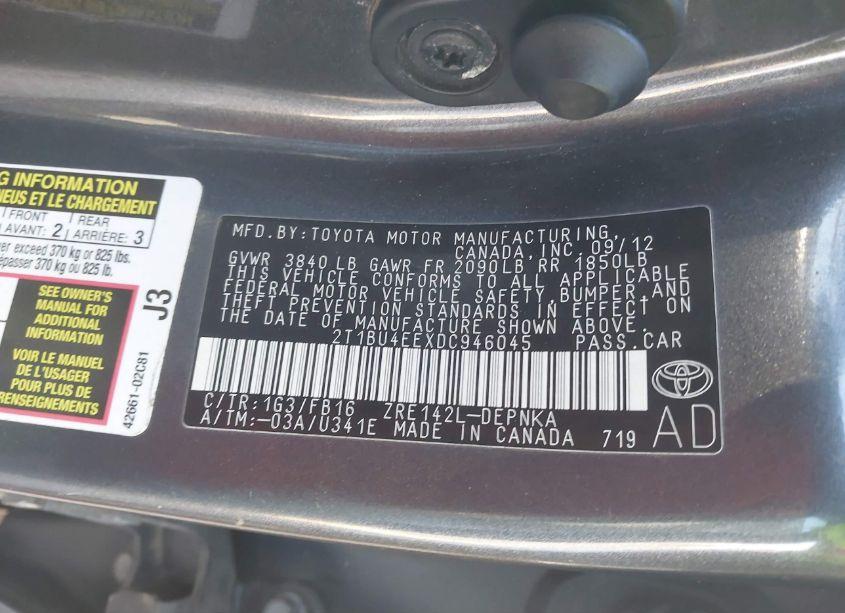 G INFORMATION
NEUS ET LE CHARGEMENT
FRONT
REAR
AVANT: 2
ARRIÈRE: 3
er exceed 370 kg or 825 lbs.
épasser 370 kg ou 825 lb.
SEE OWNER'S
MANUAL FOR
ADDITIONAL
INFORMATION
VOIR LE MANUEL
DE L'USAGER
POUR PLUS DE
RENSEIGNEMENTS
J3
42661-02C81
MFD.BY:TOYOTA MOTOR MANUFACTURING,
CANADA,INC.09/12
GVWR 3840LB GAWR FR 2090LB RR 1850LB
THIS VEHICLE CONFORMS TO ALL APPLICABLE
FEDERAL MOTOR VEHICLE SAFETY,BUMPER,AND
THEFT PREVENTION STANDARDS IN EFFECT ON
THE DATE OF MANUFACTURE SHOWN ABOVE.
2T1BU4EEXDC946045 PASS.CAR
C/TR:1G3/FB16 ZRE142L-DEPNKA
A/TM:-03A/U341E MADE IN CANADA 719
AD
TOYOTA